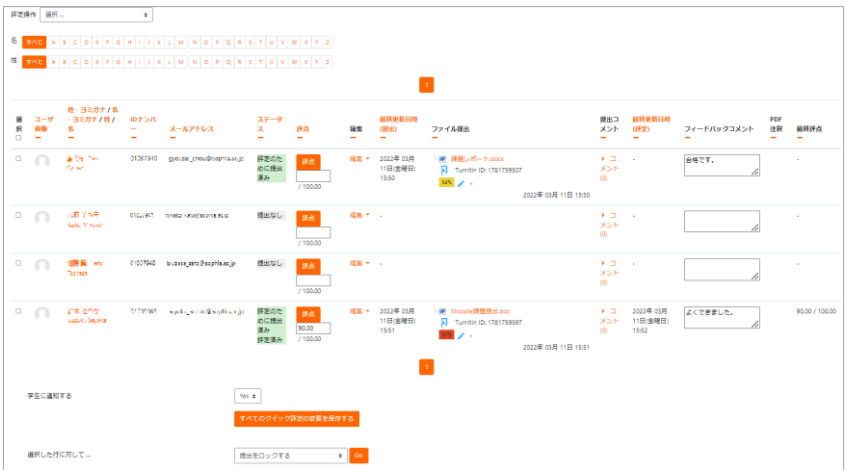 評定操作 選択 ...
名 すべて A B C D E F G H I J K L M N O P Q R S T U V W X Y Z
姓 すべて A B C D E F G H I J K L M N O P Q R S T U V W X Y Z
1
選択 ユーザ画像 姓 - ヨミガナ / 名 - ヨミガナ / 姓 / 名 IDナンバー メールアドレス ステータス 評点 編集 最終更新日時 (提出) ファイル提出 提出コメント 最終更新日時 (評定) フィードバックコメント PDF注釈 最終評点
評定のために提出済み 評点 / 100.00 編集 2022年 03月 11日(金曜日) 15:50 課題レポート.docx
Turnitin ID: 1781739507
2022年 03月 11日 15:50
コメント (0) - 合格です。 -
提出なし 評点 / 100.00 編集 - コメント (0) - -
提出なし 評点 / 100.00 編集 - コメント (0) - -
評定のために提出済み 評定済み 評点 90.00 / 100.00 編集 2022年 03月 11日(金曜日) 15:51 Moodle課題提出.doc
Turnitin ID: 1781739597
2022年 03月 11日 15:51
コメント (0) 2022年 03月 11日(金曜日) 15:52 よくできました。 90.00 / 100.00
1
学生に通知する Yes
すべてのクイック評定の変更を保存する
選択した行に対して ... 提出をロックする Go